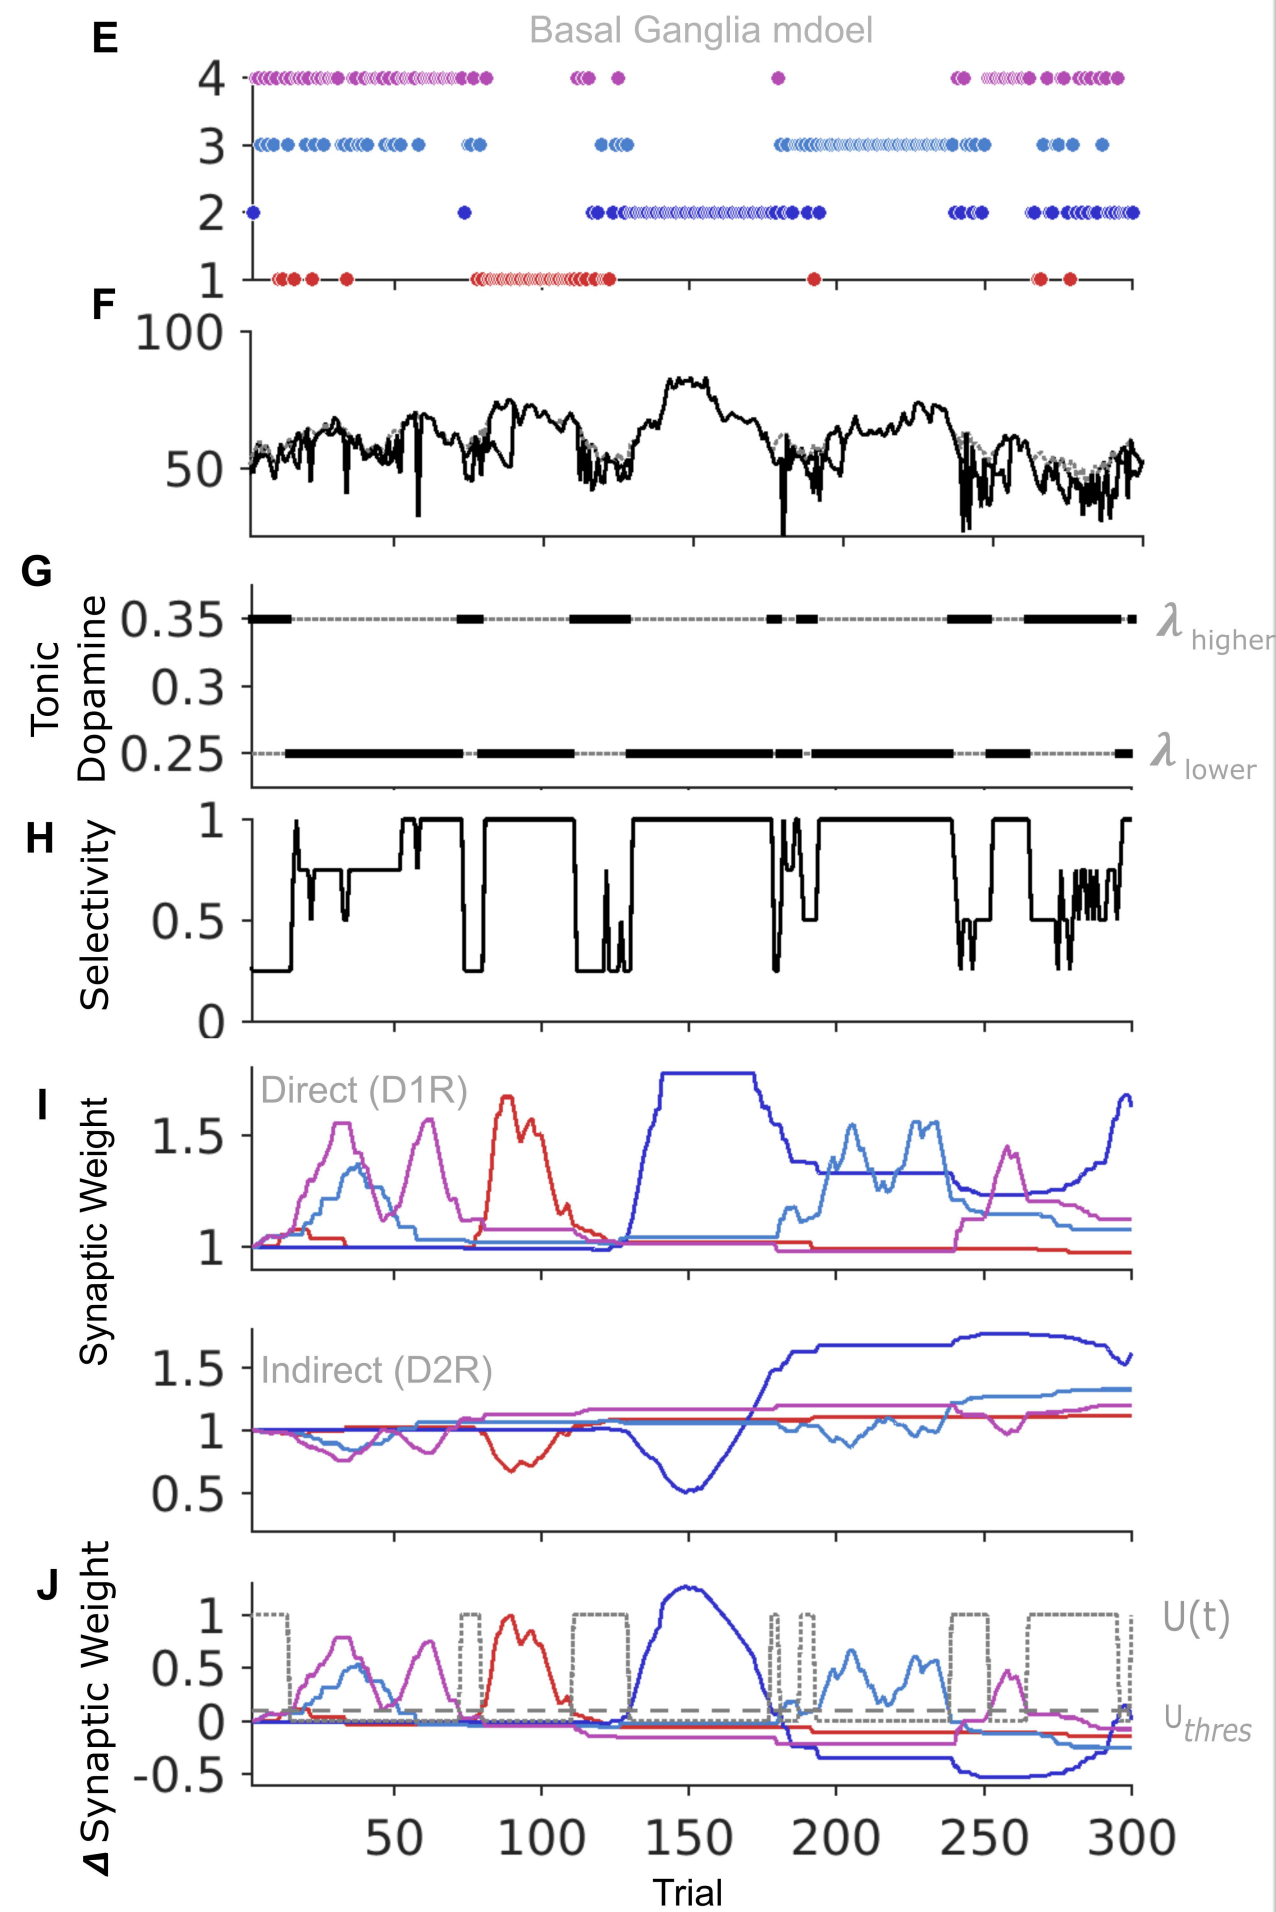 E
Basal Ganglia mdoel
4
3
2
1
F
100
50
G
Tonic
Dopamine
0.35
0.3
0.25
λ higher
λ lower
H
Selectivity
1
0.5
0
I
Synaptic Weight
Direct (D1R)
1.5
1
Indirect (D2R)
1.5
1
0.5
J
Δ Synaptic Weight
1
0.5
0
-0.5
U(t)
Uthres
50 100 150 200 250 300
Trial